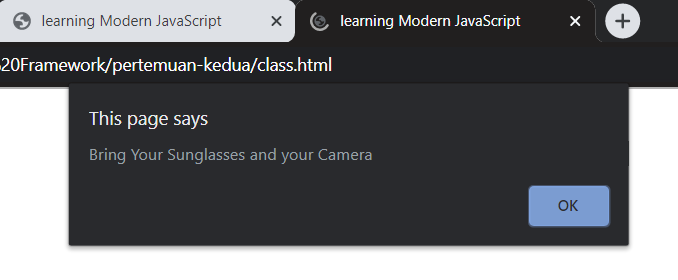 learning Modern JavaScript
learning Modern JavaScript
%20Framework/pertemuan-kedua/class.html
This page says
Bring Your Sunglasses and your Camera
OK